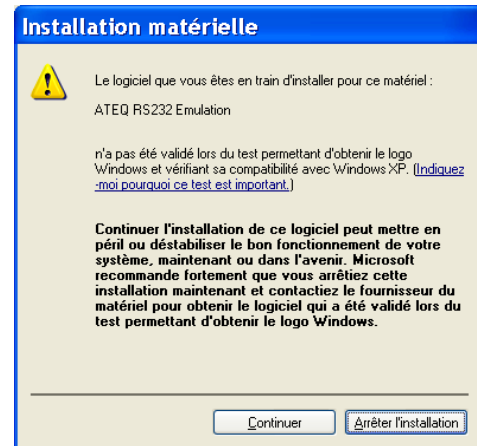 Installation matérielle
Le logiciel que vous êtes en train d'installer pour ce matériel :
ATEQ RS232 Emulation
n'a pas été validé lors du test permettant d'obtenir le logo
Windows et vérifiant sa compatibilité avec Windows XP. (Indiquez
-moi pourquoi ce test est important.)
Continuer l'installation de ce logiciel peut mettre en
péril ou déstabiliser le bon fonctionnement de votre
système, maintenant ou dans l'avenir. Microsoft
recommande fortement que vous arrêtiez cette
installation maintenant et contactiez le fournisseur du
matériel pour obtenir le logiciel qui a été validé lors du
test permettant d'obtenir le logo Windows.
Continuer
Arrêter l'installation